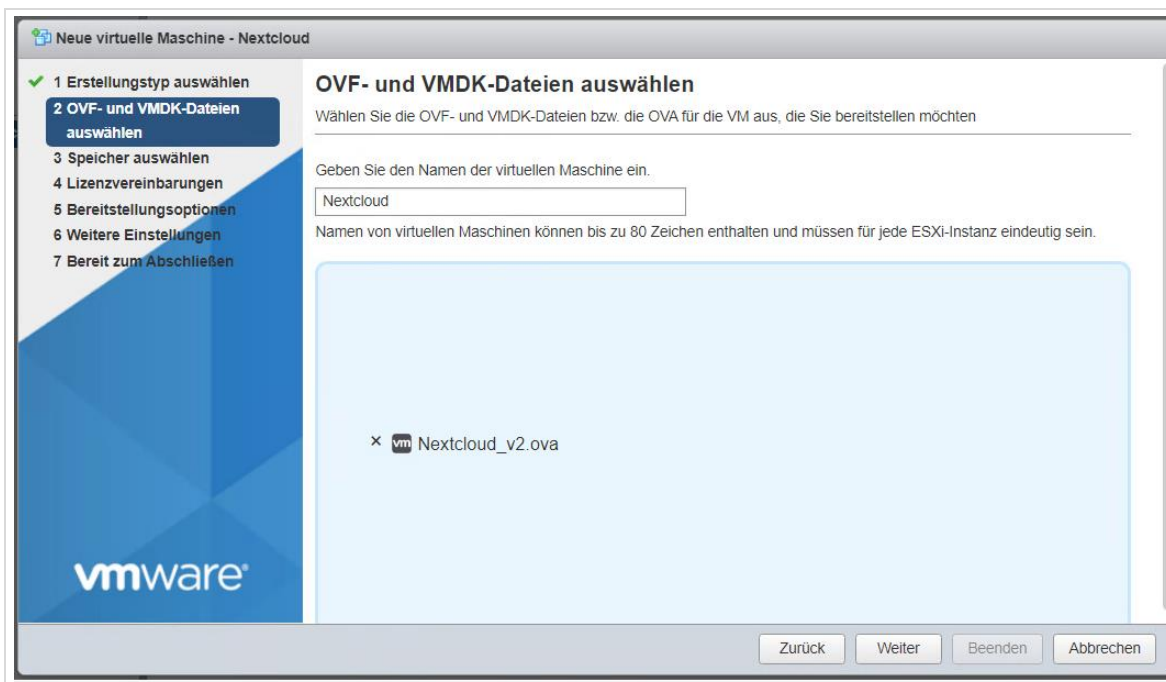 Neue virtuelle Maschine - Nextcloud
1 Erstellungstyp auswählen
2 OVF- und VMDK-Dateien
auswählen
3 Speicher auswählen
4 Lizenzvereinbarungen
5 Bereitstellungsoptionen
6 Weitere Einstellungen
7 Bereit zum Abschließen
vmware®
OVF- und VMDK-Dateien auswählen
Wählen Sie die OVF- und VMDK-Dateien bzw. die OVA für die VM aus, die Sie bereitstellen möchten
Geben Sie den Namen der virtuellen Maschine ein.
Nextcloud
Namen von virtuellen Maschinen können bis zu 80 Zeichen enthalten und müssen für jede ESXi-Instanz eindeutig sein.
× vm Nextcloud_v2.ova
Zurück Weiter Beenden Abbrechen